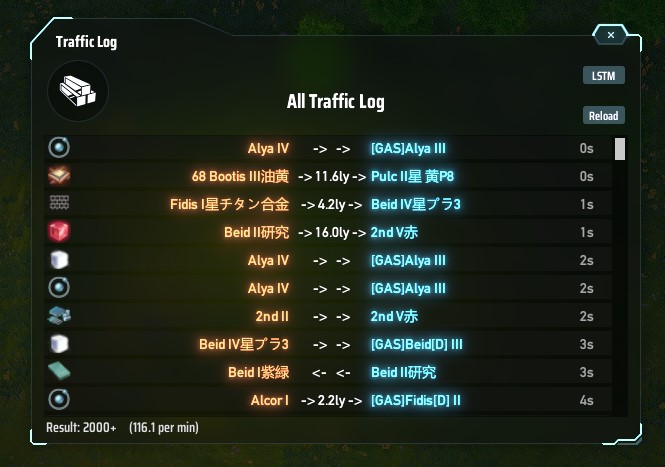 Traffic Log
×
LSTM
All Traffic Log
Reload
Alya IV -> -> [GAS]Alya III 0s
68 Bootis III油黄 ->11.6ly-> Pulc II星 黄P8 0s
Fidis I星チタン合金 ->4.2ly-> Beid IV星プラ3 1s
Beid II研究 ->16.0ly-> 2nd V赤 1s
Alya IV -> -> [GAS]Alya III 2s
Alya IV -> -> [GAS]Alya III 2s
2nd II -> -> 2nd V赤 2s
Beid IV星プラ3 -> -> [GAS]Beid[D] III 3s
Beid I紫緑 <- <- Beid II研究 3s
Alcor I ->2.2ly-> [GAS]Fidis[D] II 4s
Result: 2000+ (116.1 per min)